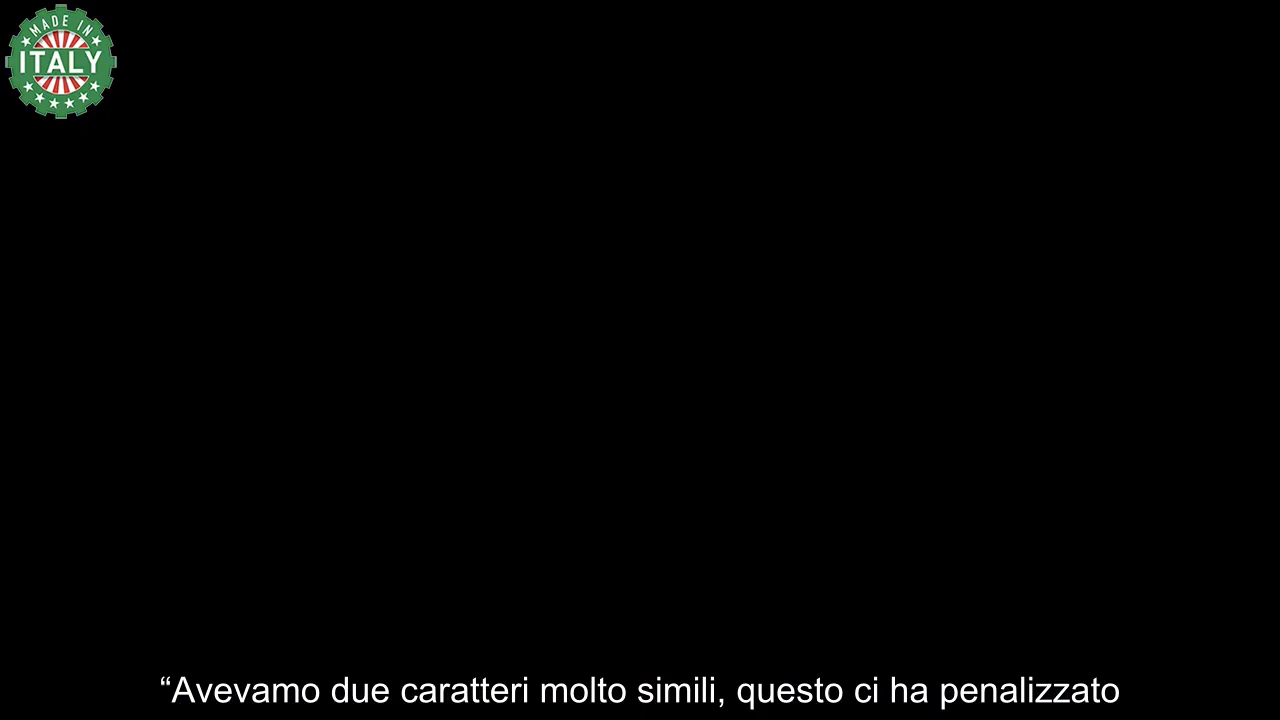 MADE IN
ITALY
“Avevamo due caratteri molto simili, questo ci ha penalizzato